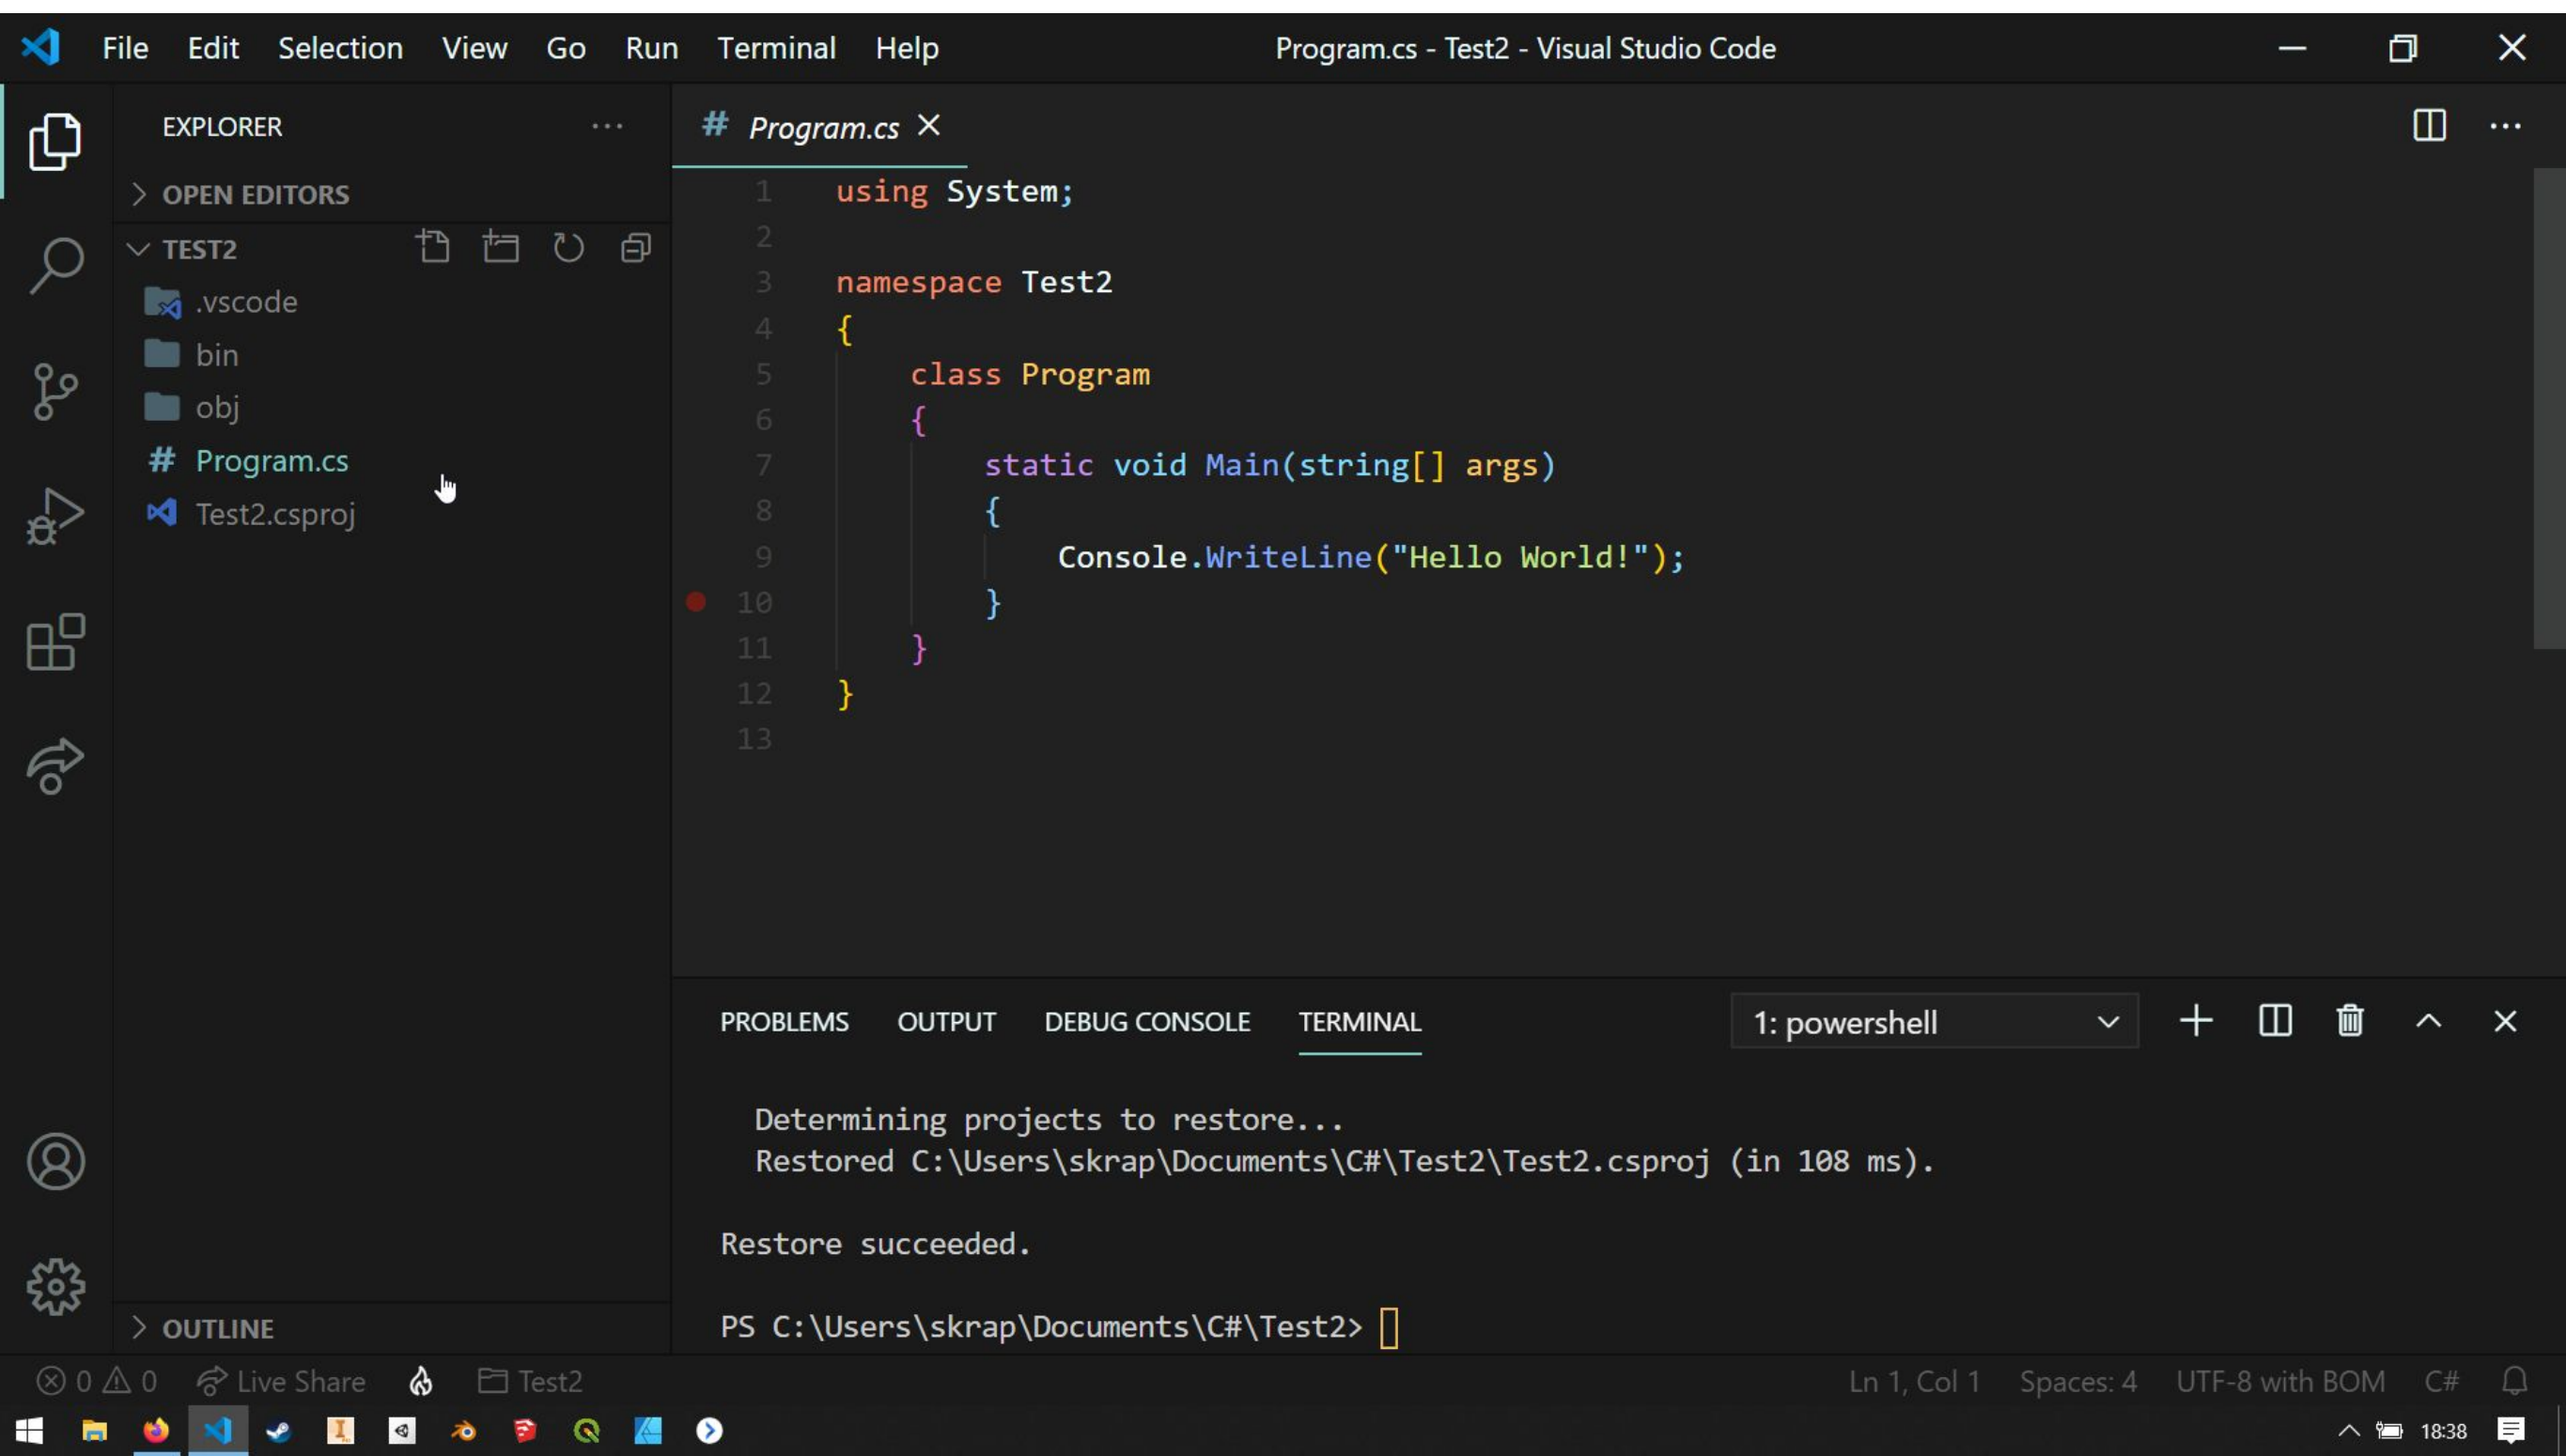 File Edit Selection View Go Run Terminal Help
Program.cs - Test2 - Visual Studio Code
EXPLORER
OPEN EDITORS
TEST2
.vscode
bin
obj
# Program.cs
Test2.csproj
OUTLINE
# Program.cs
1 using System;
2
3 namespace Test2
4 {
5 class Program
6 {
7 static void Main(string[] args)
8 {
9 Console.WriteLine("Hello World!");
10 }
11 }
12 }
13
PROBLEMS OUTPUT DEBUG CONSOLE TERMINAL
1: powershell
Determining projects to restore...
Restored C:\Users\skrap\Documents\C#\Test2\Test2.csproj (in 108 ms).
Restore succeeded.
PS C:\Users\skrap\Documents\C#\Test2>
0 0 Live Share Test2
Ln 1, Col 1 Spaces: 4 UTF-8 with BOM C#
18:38